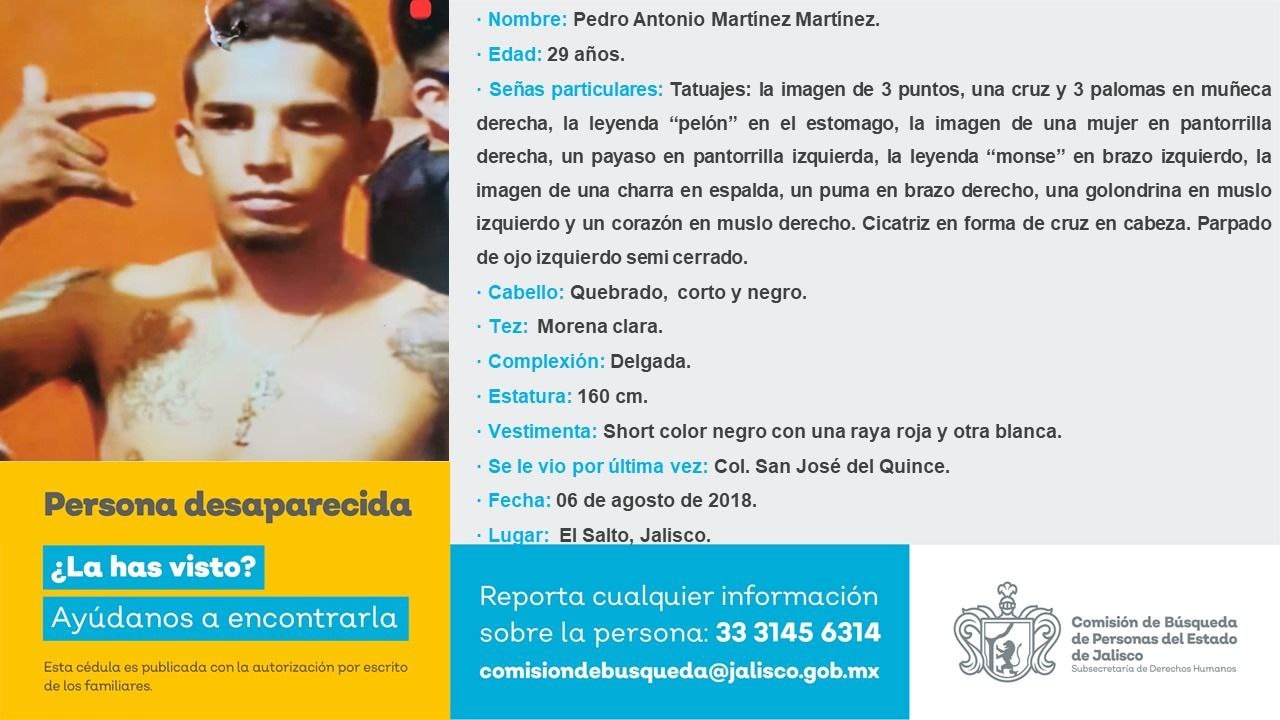 · Nombre: Pedro Antonio Martínez Martínez.
· Edad: 29 años.
· Señas particulares: Tatuajes: la imagen de 3 puntos, una cruz y 3 palomas en muñeca
derecha, la leyenda “pelón” en el estomago, la imagen de una mujer en pantorrilla
derecha, un payaso en pantorrilla izquierda, la leyenda “monse” en brazo izquierdo, la
imagen de una charra en espalda, un puma en brazo derecho, una golondrina en muslo
izquierdo y un corazón en muslo derecho. Cicatriz en forma de cruz en cabeza. Parpado
de ojo izquierdo semi cerrado.
· Cabello: Quebrado, corto y negro.
· Tez: Morena clara.
· Complexión: Delgada.
· Estatura: 160 cm.
· Vestimenta: Short color negro con una raya roja y otra blanca.
· Se le vio por última vez: Col. San José del Quince.
· Fecha: 06 de agosto de 2018.
· Lugar: El Salto, Jalisco.
Persona desaparecida
¿La has visto?
Ayúdanos a encontrarla
Esta cédula es publicada con la autorización por escrito
de los familiares.
Reporta cualquier información
sobre la persona: 33 3145 6314
comisiondebusqueda@jalisco.gob.mx
Comisión de Búsqueda
de Personas del Estado
de Jalisco
Subsecretaría de Derechos Humanos